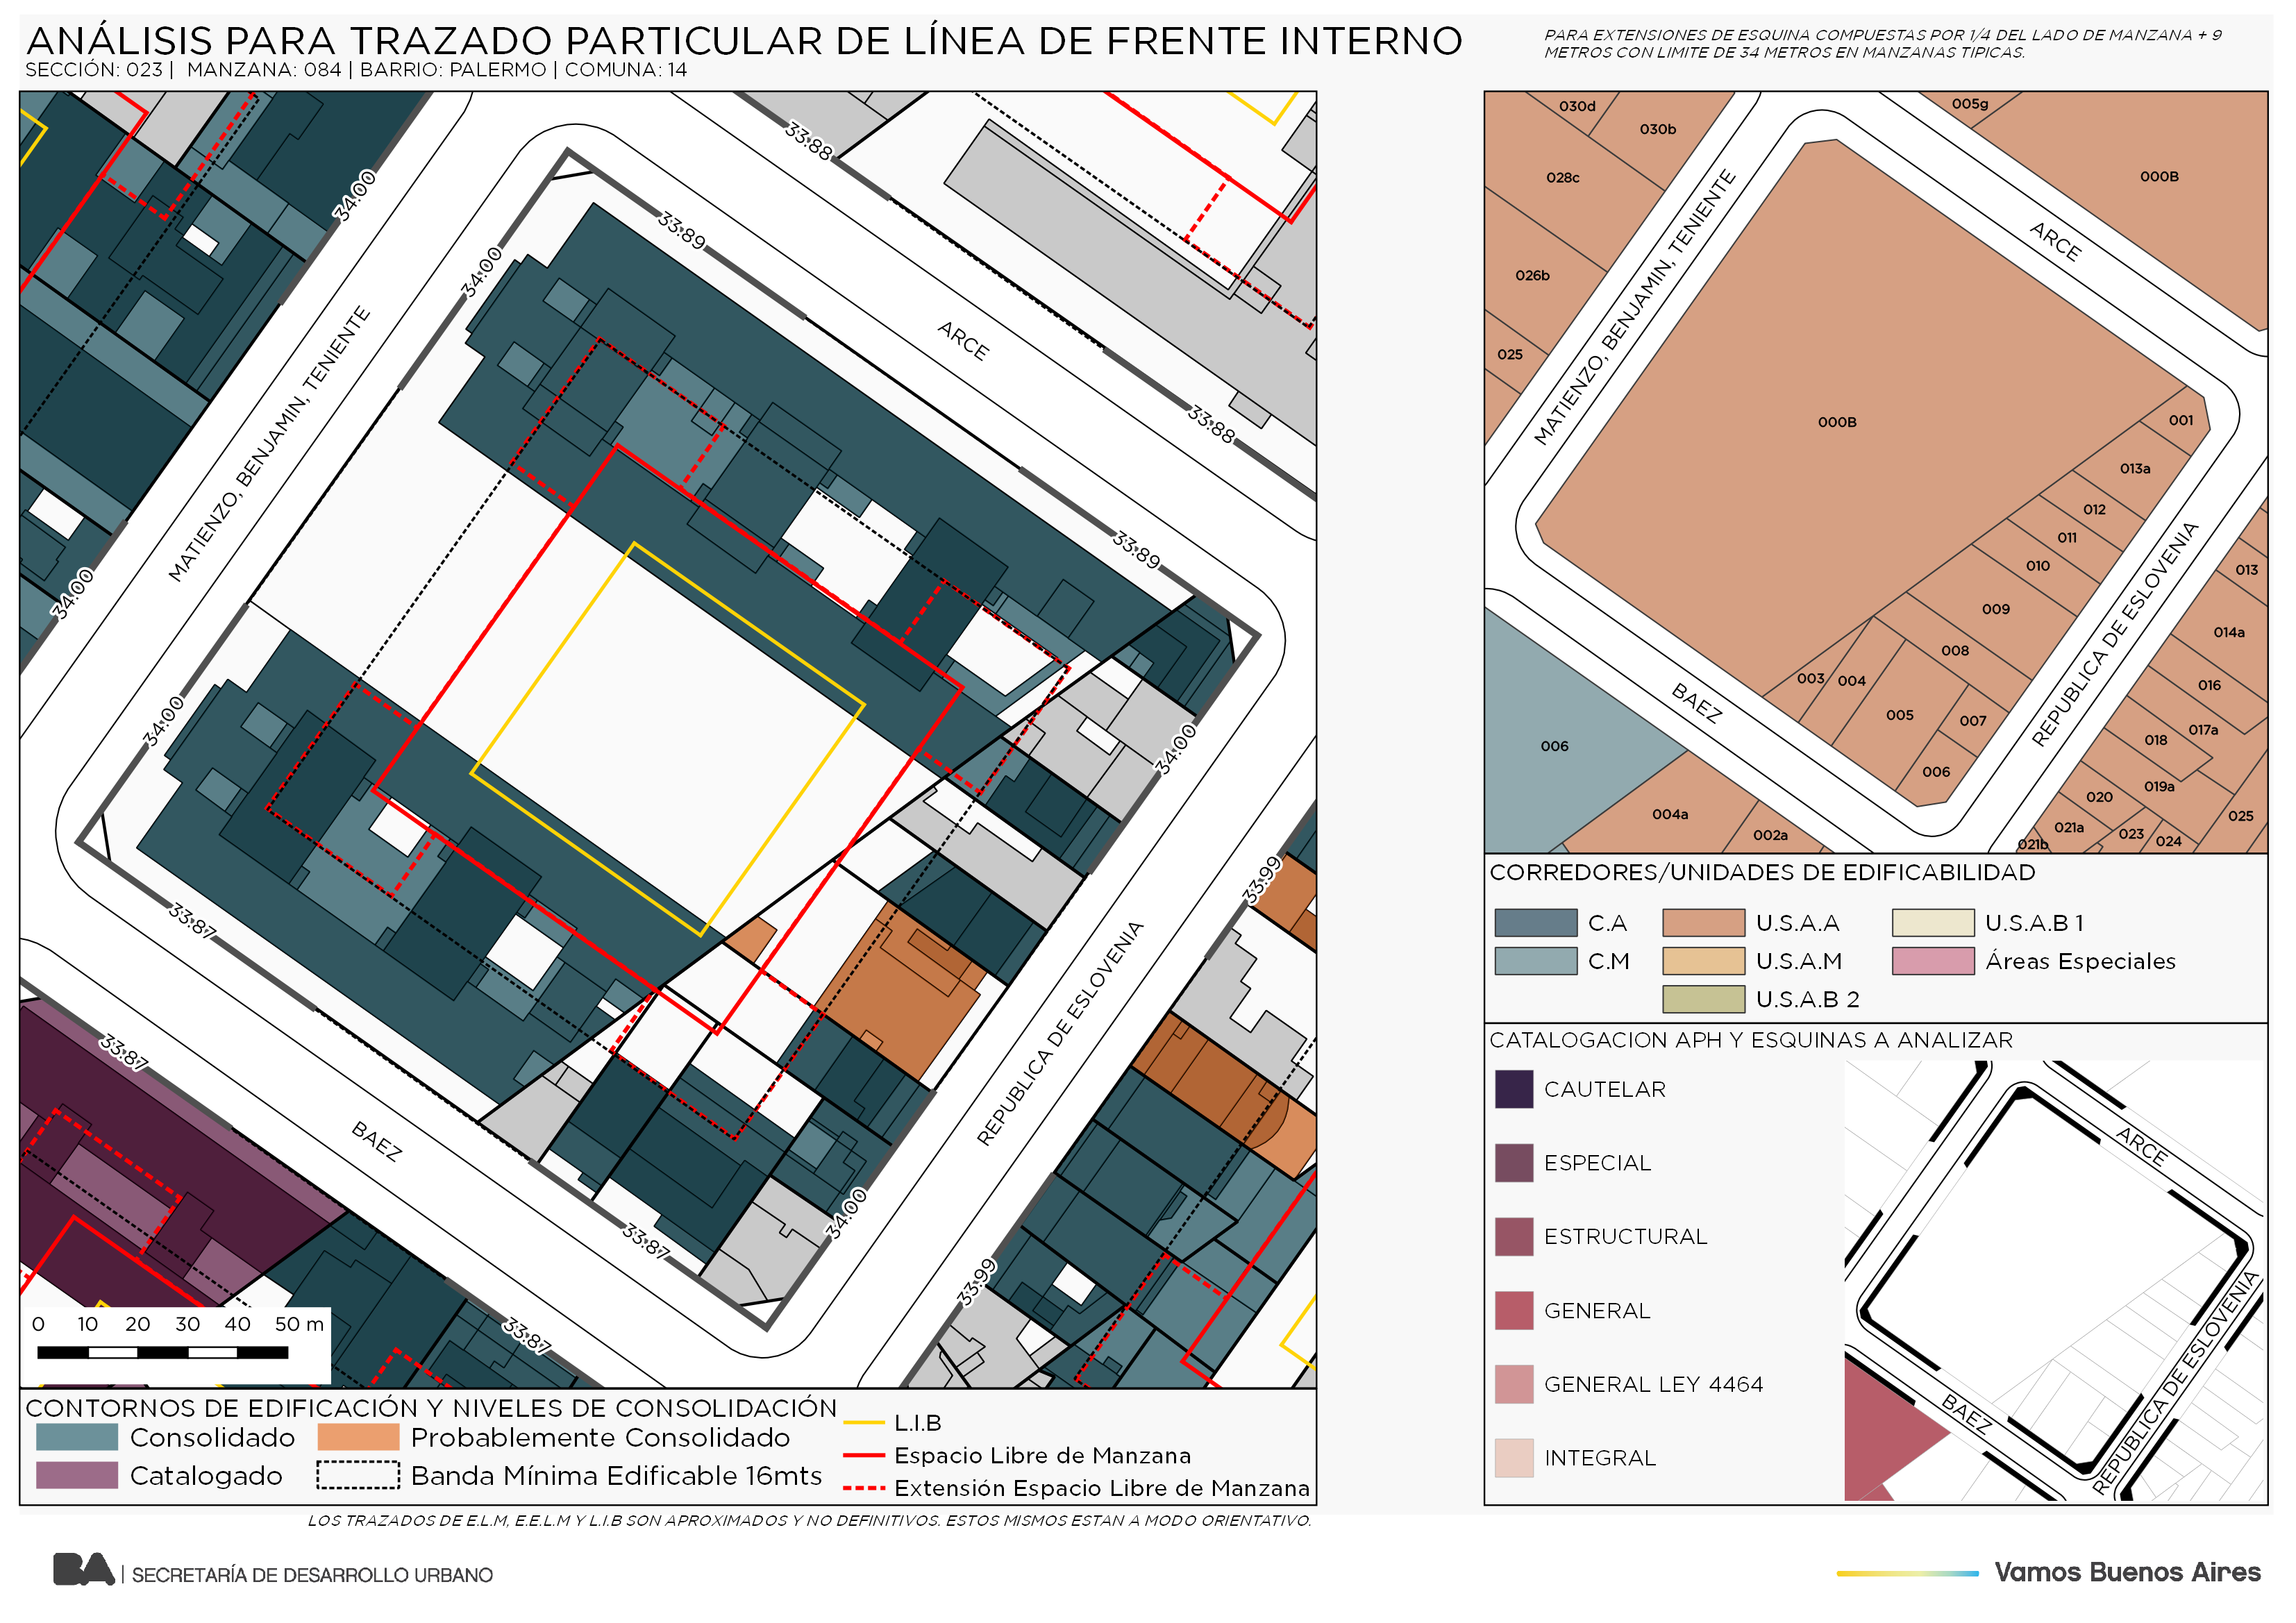 ANÁLISIS PARA TRAZADO PARTICULAR DE LÍNEA DE FRENTE INTERNO
SECCIÓN: 023 | MANZANA: 084 | BARRIO: PALERMO | COMUNA: 14
PARA EXTENSIONES DE ESQUINA COMPUESTAS POR 1/4 DEL LADO DE MANZANA + 9
METROS CON LIMITE DE 34 METROS EN MANZANAS TIPICAS.
33.88
34.00
33.89
34.00
MATIENZO, BENJAMIN, TENIENTE
ARCE
33.88
33.89
34.00
34.00
34.00
33.99
33.87
REPUBLICA DE ESLOVENIA
33.87
BAEZ
34.00
33.87
33.99
33.87
0 10 20 30 40 50 m
CONTORNOS DE EDIFICACIÓN Y NIVELES DE CONSOLIDACIÓN
Consolidado
Probablemente Consolidado
Catalogado
Banda Mínima Edificable 16mts
L.I.B
Espacio Libre de Manzana
Extensión Espacio Libre de Manzana
LOS TRAZADOS DE E.L.M, E.E.L.M Y L.I.B SON APROXIMADOS Y NO DEFINITIVOS. ESTOS MISMOS ESTAN A MODO ORIENTATIVO.
030d
030b
005g
028c
000B
MATIENZO, BENJAMIN, TENIENTE
ARCE
026b
025
000B
001
013a
012
011
010
013
009
014a
008
003
004
016
005
007
017a
018
BAEZ
REPUBLICA DE ESLOVENIA
006
006
019a
020
004a
002a
021a
021b
023
024
025
CORREDORES/UNIDADES DE EDIFICABILIDAD
C.A
U.S.A.A
U.S.A.B 1
C.M
U.S.A.M
Áreas Especiales
U.S.A.B 2
CATALOGACION APH Y ESQUINAS A ANALIZAR
CAUTELAR
ESPECIAL
ESTRUCTURAL
GENERAL
GENERAL LEY 4464
INTEGRAL
ARCE
BAEZ
REPUBLICA DE ESLOVENIA
BA | SECRETARÍA DE DESARROLLO URBANO
Vamos Buenos Aires